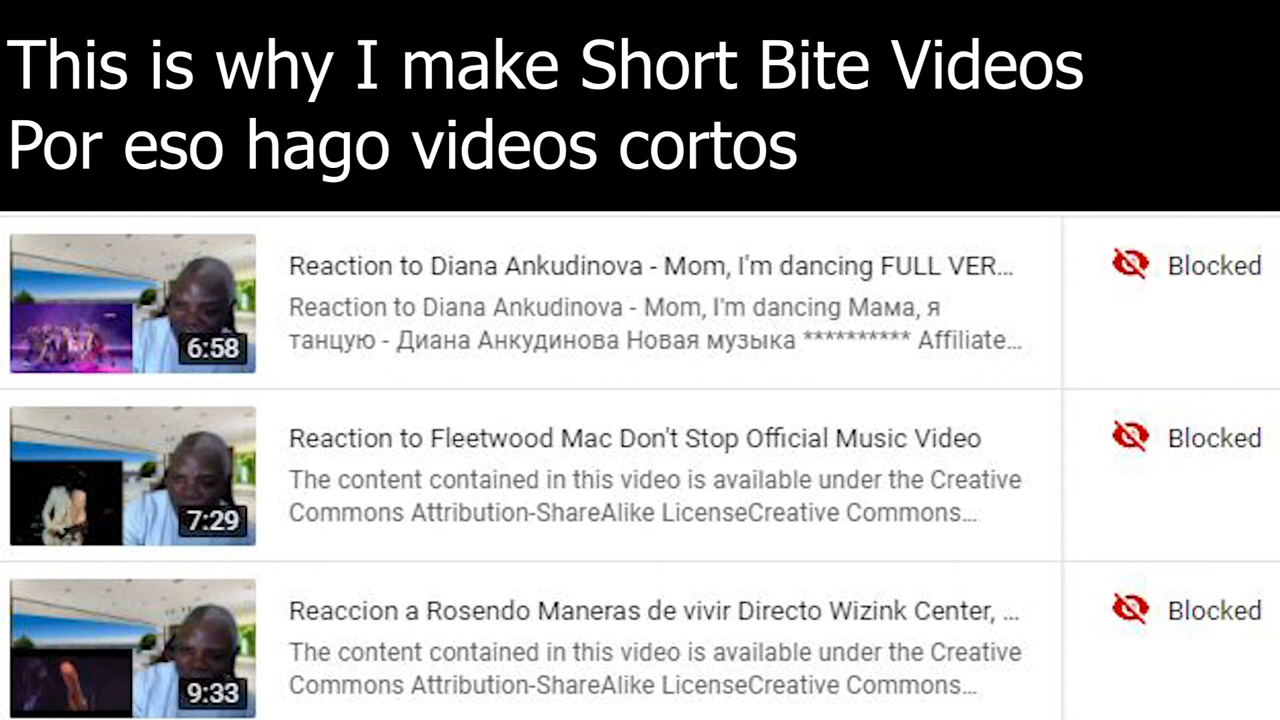 This is why I make Short Bite Videos
Por eso hago videos cortos
Reaction to Diana Ankudinova - Mom, I'm dancing FULL VER...
Blocked
Reaction to Diana Ankudinova - Mom, I'm dancing Мама, я
танцую - Диана Анкудинова Новая музыка ********** Affiliate...
6:58
Reaction to Fleetwood Mac Don't Stop Official Music Video
Blocked
The content contained in this video is available under the Creative
Commons Attribution-ShareAlike LicenseCreative Commons...
7:29
Reaccion a Rosendo Maneras de vivir Directo Wizink Center, ...
Blocked
The content contained in this video is available under the Creative
Commons Attribution-ShareAlike LicenseCreative Commons...
9:33